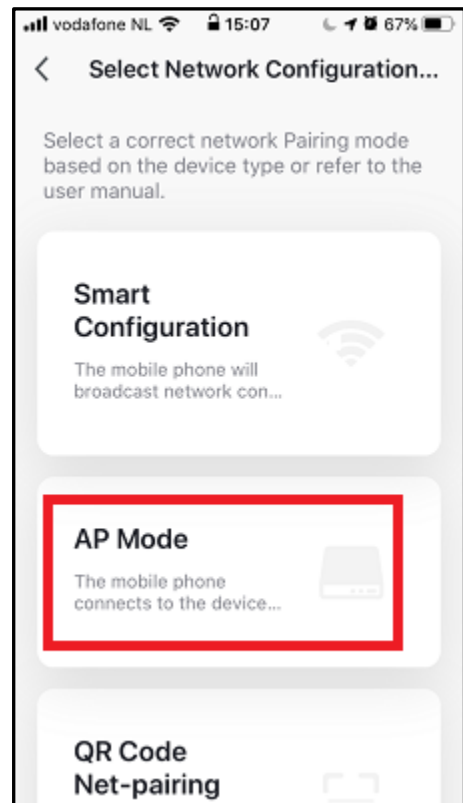 vodafone NL 15:07 67%
Select Network Configuration...
Select a correct network Pairing mode
based on the device type or refer to the
user manual.
Smart
Configuration
The mobile phone will
broadcast network con...
AP Mode
The mobile phone
connects to the device...
QR Code
Net-pairing